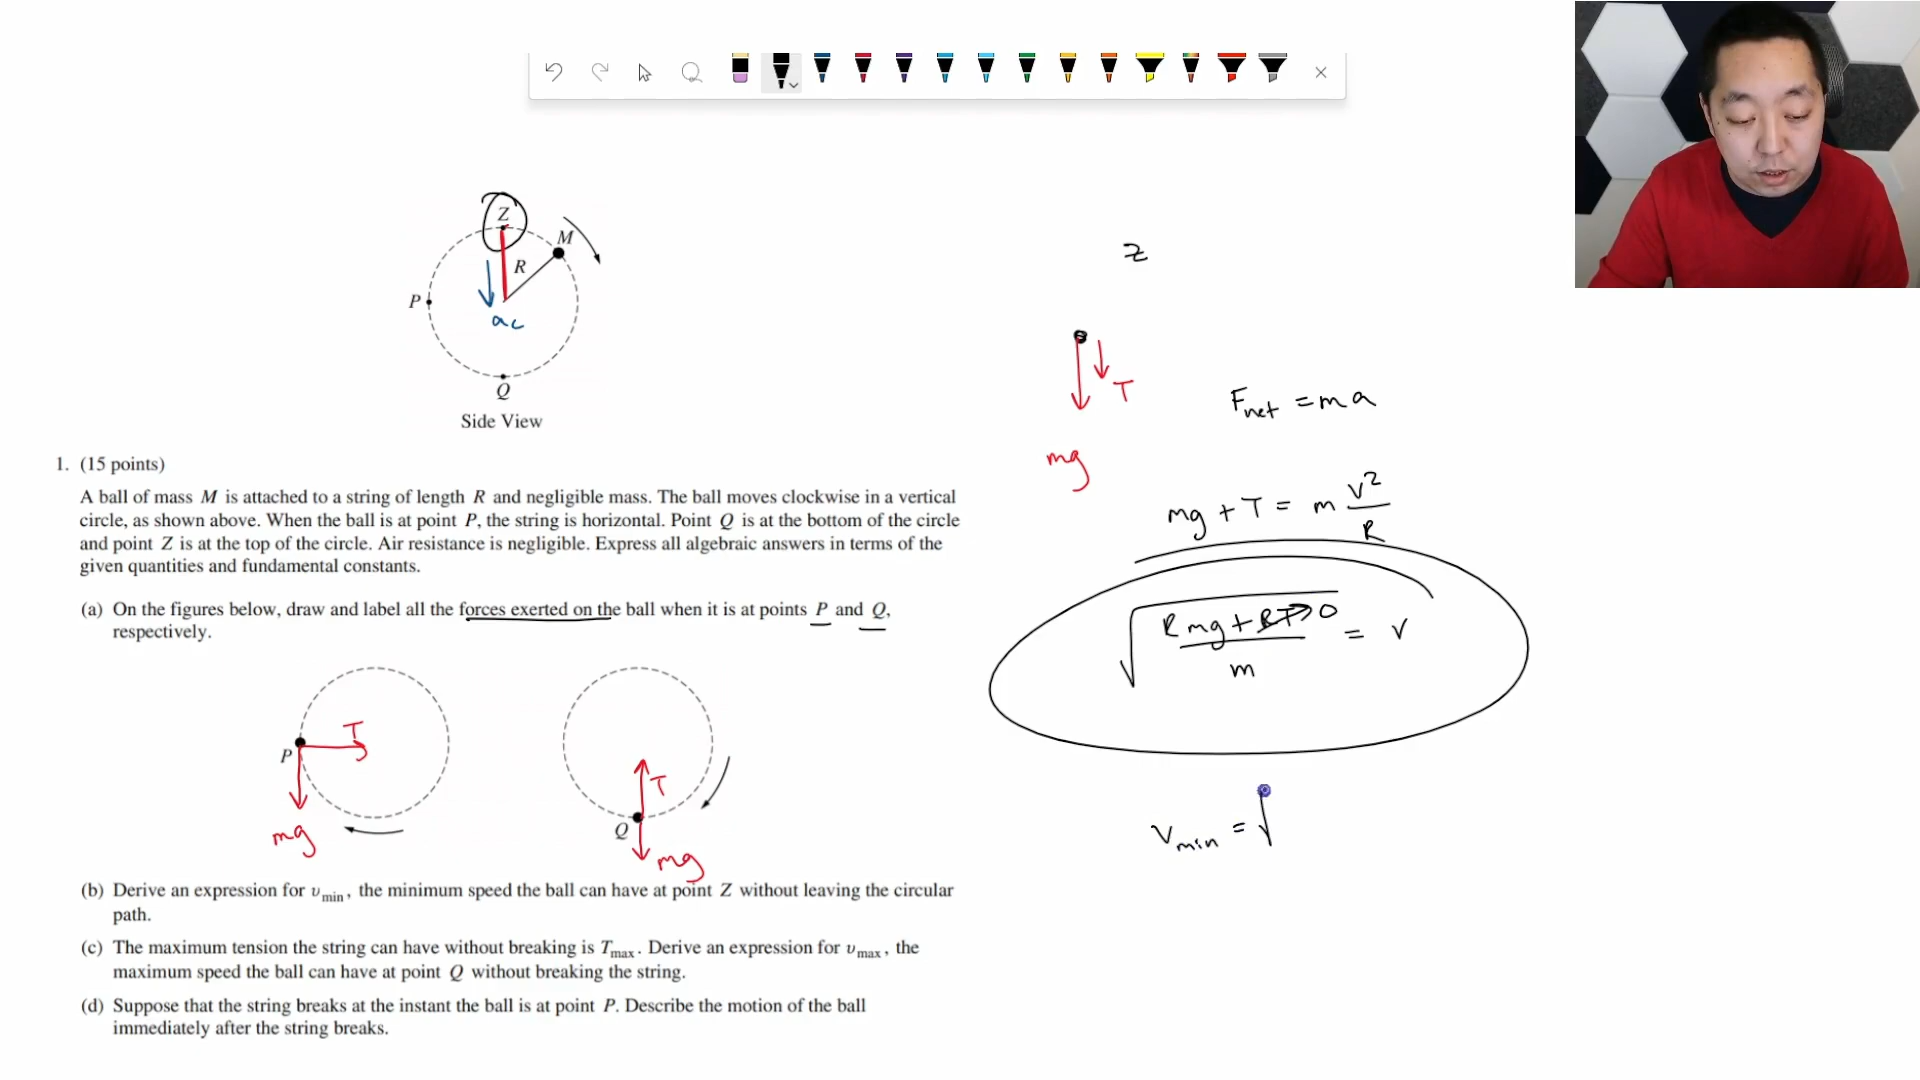 Z
M
R
P
ac
Q
Side View
1. (15 points)
A ball of mass M is attached to a string of length R and negligible mass. The ball moves clockwise in a vertical
circle, as shown above. When the ball is at point P, the string is horizontal. Point Q is at the bottom of the circle
and point Z is at the top of the circle. Air resistance is negligible. Express all algebraic answers in terms of the
given quantities and fundamental constants.
(a) On the figures below, draw and label all the forces exerted on the ball when it is at points P and Q,
respectively.
T
P
mg
T
Q
mg
(b) Derive an expression for υmin, the minimum speed the ball can have at point Z without leaving the circular
path.
(c) The maximum tension the string can have without breaking is Tmax. Derive an expression for υmax, the
maximum speed the ball can have at point Q without breaking the string.
(d) Suppose that the string breaks at the instant the ball is at point P. Describe the motion of the ball
immediately after the string breaks.
Z
T
mg
Fnet = ma
mg + T = m v²/R
√((Rmg + RT→0)/m) = v
Vmin = √